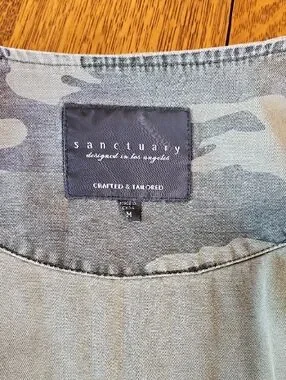 sanctuary
designed in los angeles
CRAFTED & TAILORED
M